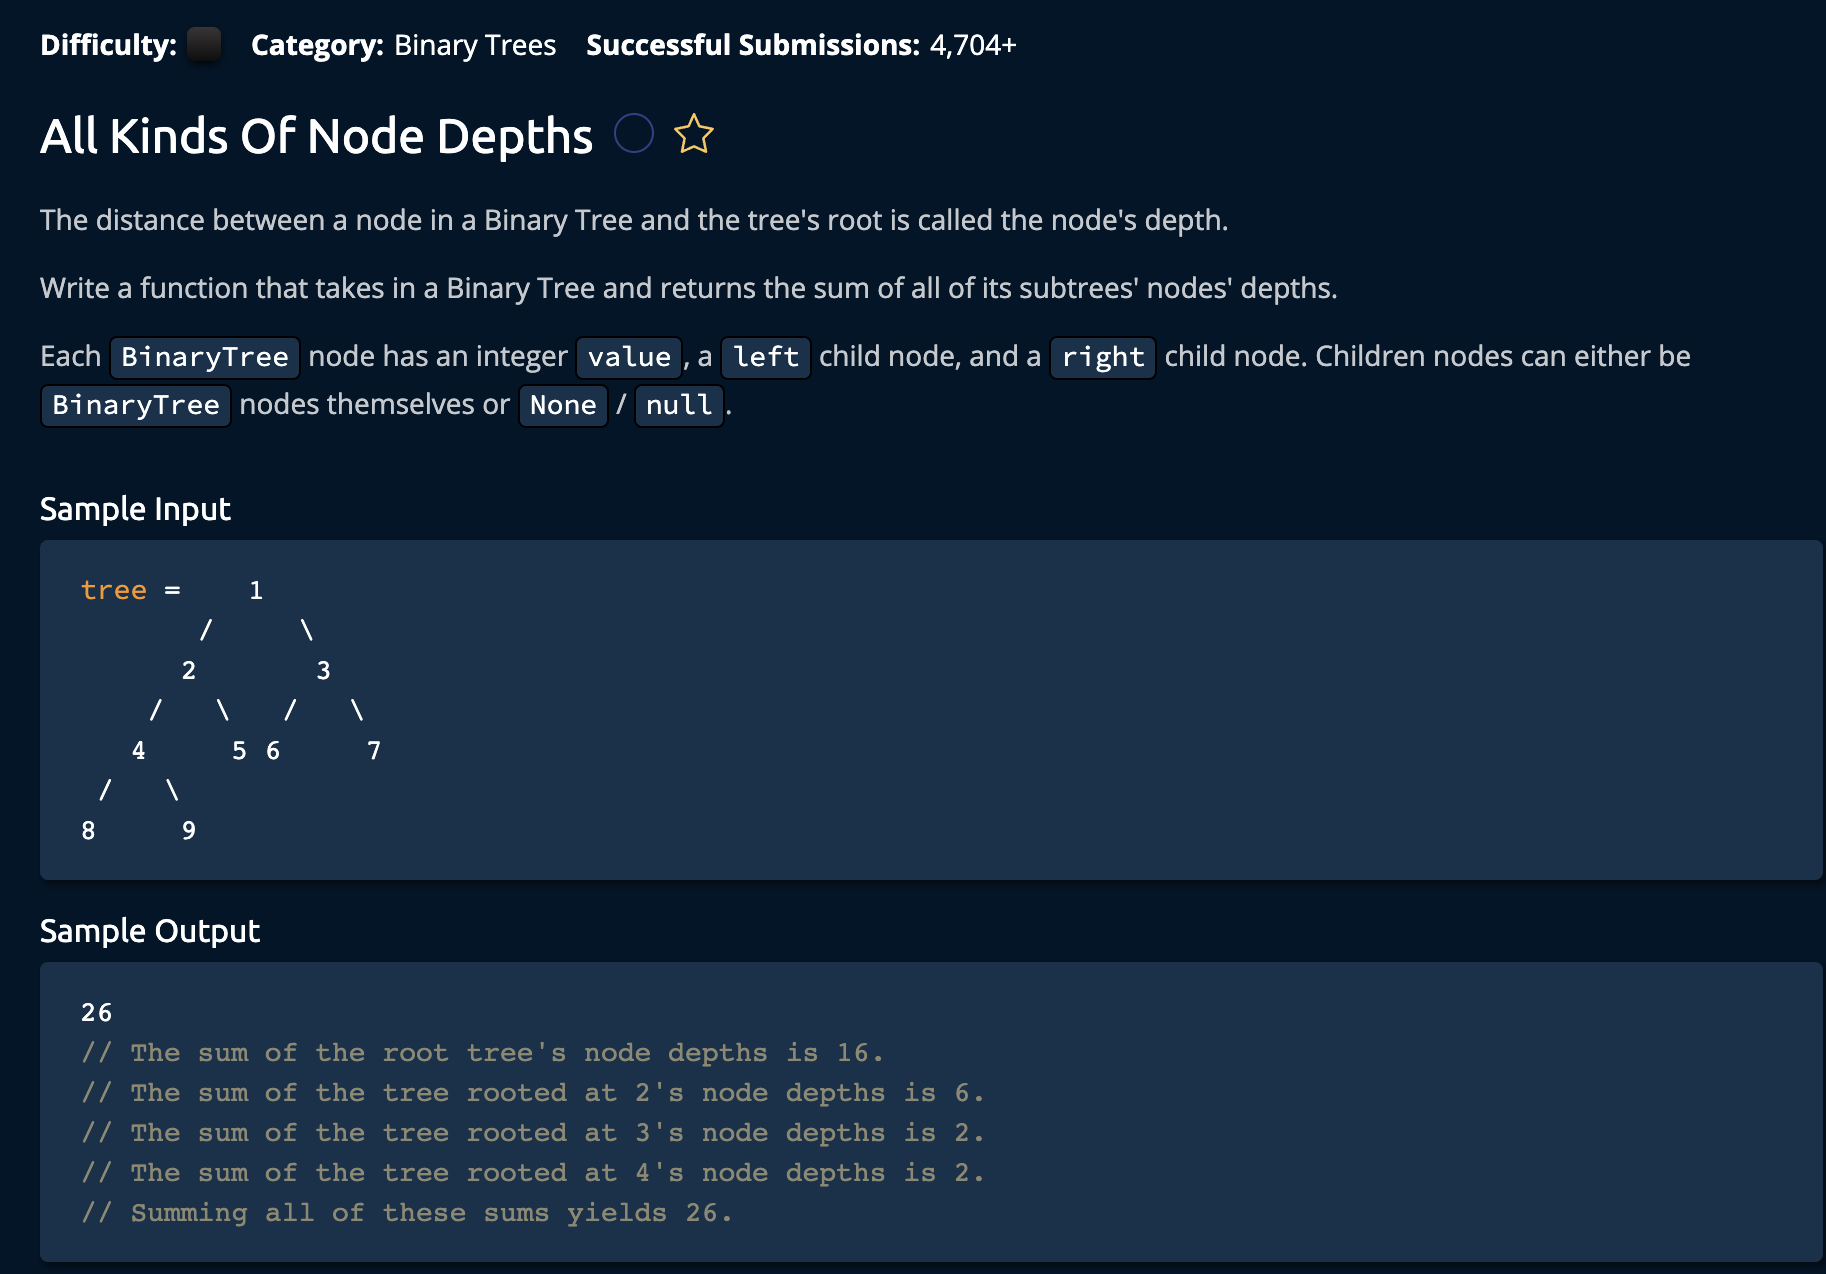 Difficulty: Category: Binary Trees Successful Submissions: 4,704+
All Kinds Of Node Depths
The distance between a node in a Binary Tree and the tree's root is called the node's depth.
Write a function that takes in a Binary Tree and returns the sum of all of its subtrees' nodes' depths.
Each BinaryTree node has an integer value, a left child node, and a right child node. Children nodes can either be
BinaryTree nodes themselves or None / null.
Sample Input
tree = 1
/ \
2 3
/ \ / \
4 5 6 7
/ \
8 9
Sample Output
26
// The sum of the root tree's node depths is 16.
// The sum of the tree rooted at 2's node depths is 6.
// The sum of the tree rooted at 3's node depths is 2.
// The sum of the tree rooted at 4's node depths is 2.
// Summing all of these sums yields 26.